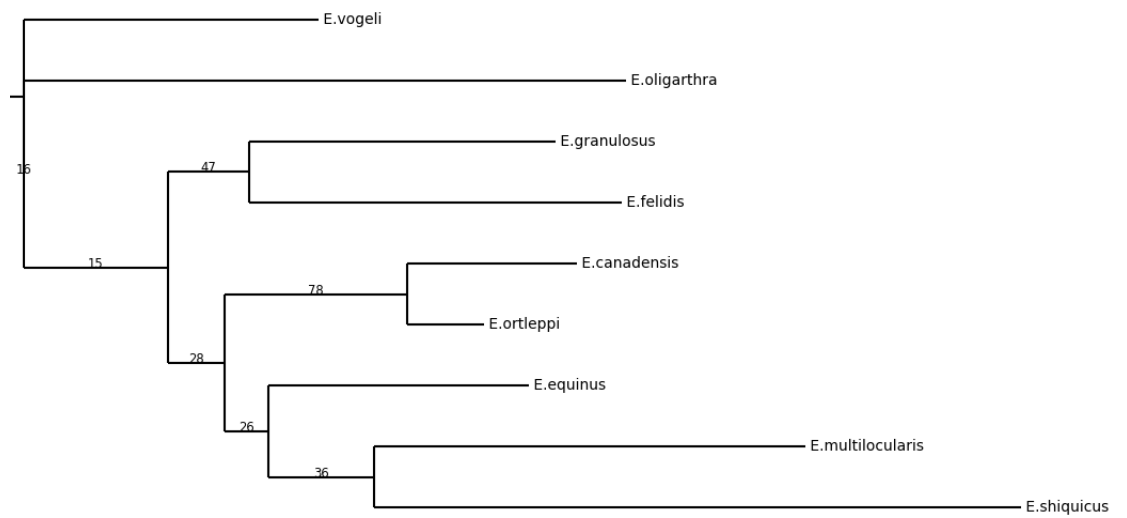 E.vogeli
E.oligarthra
E.granulosus
16
47
E.felidis
E.canadensis
15
78
E.ortleppi
28
E.equinus
26
E.multilocularis
36
E.shiquicus